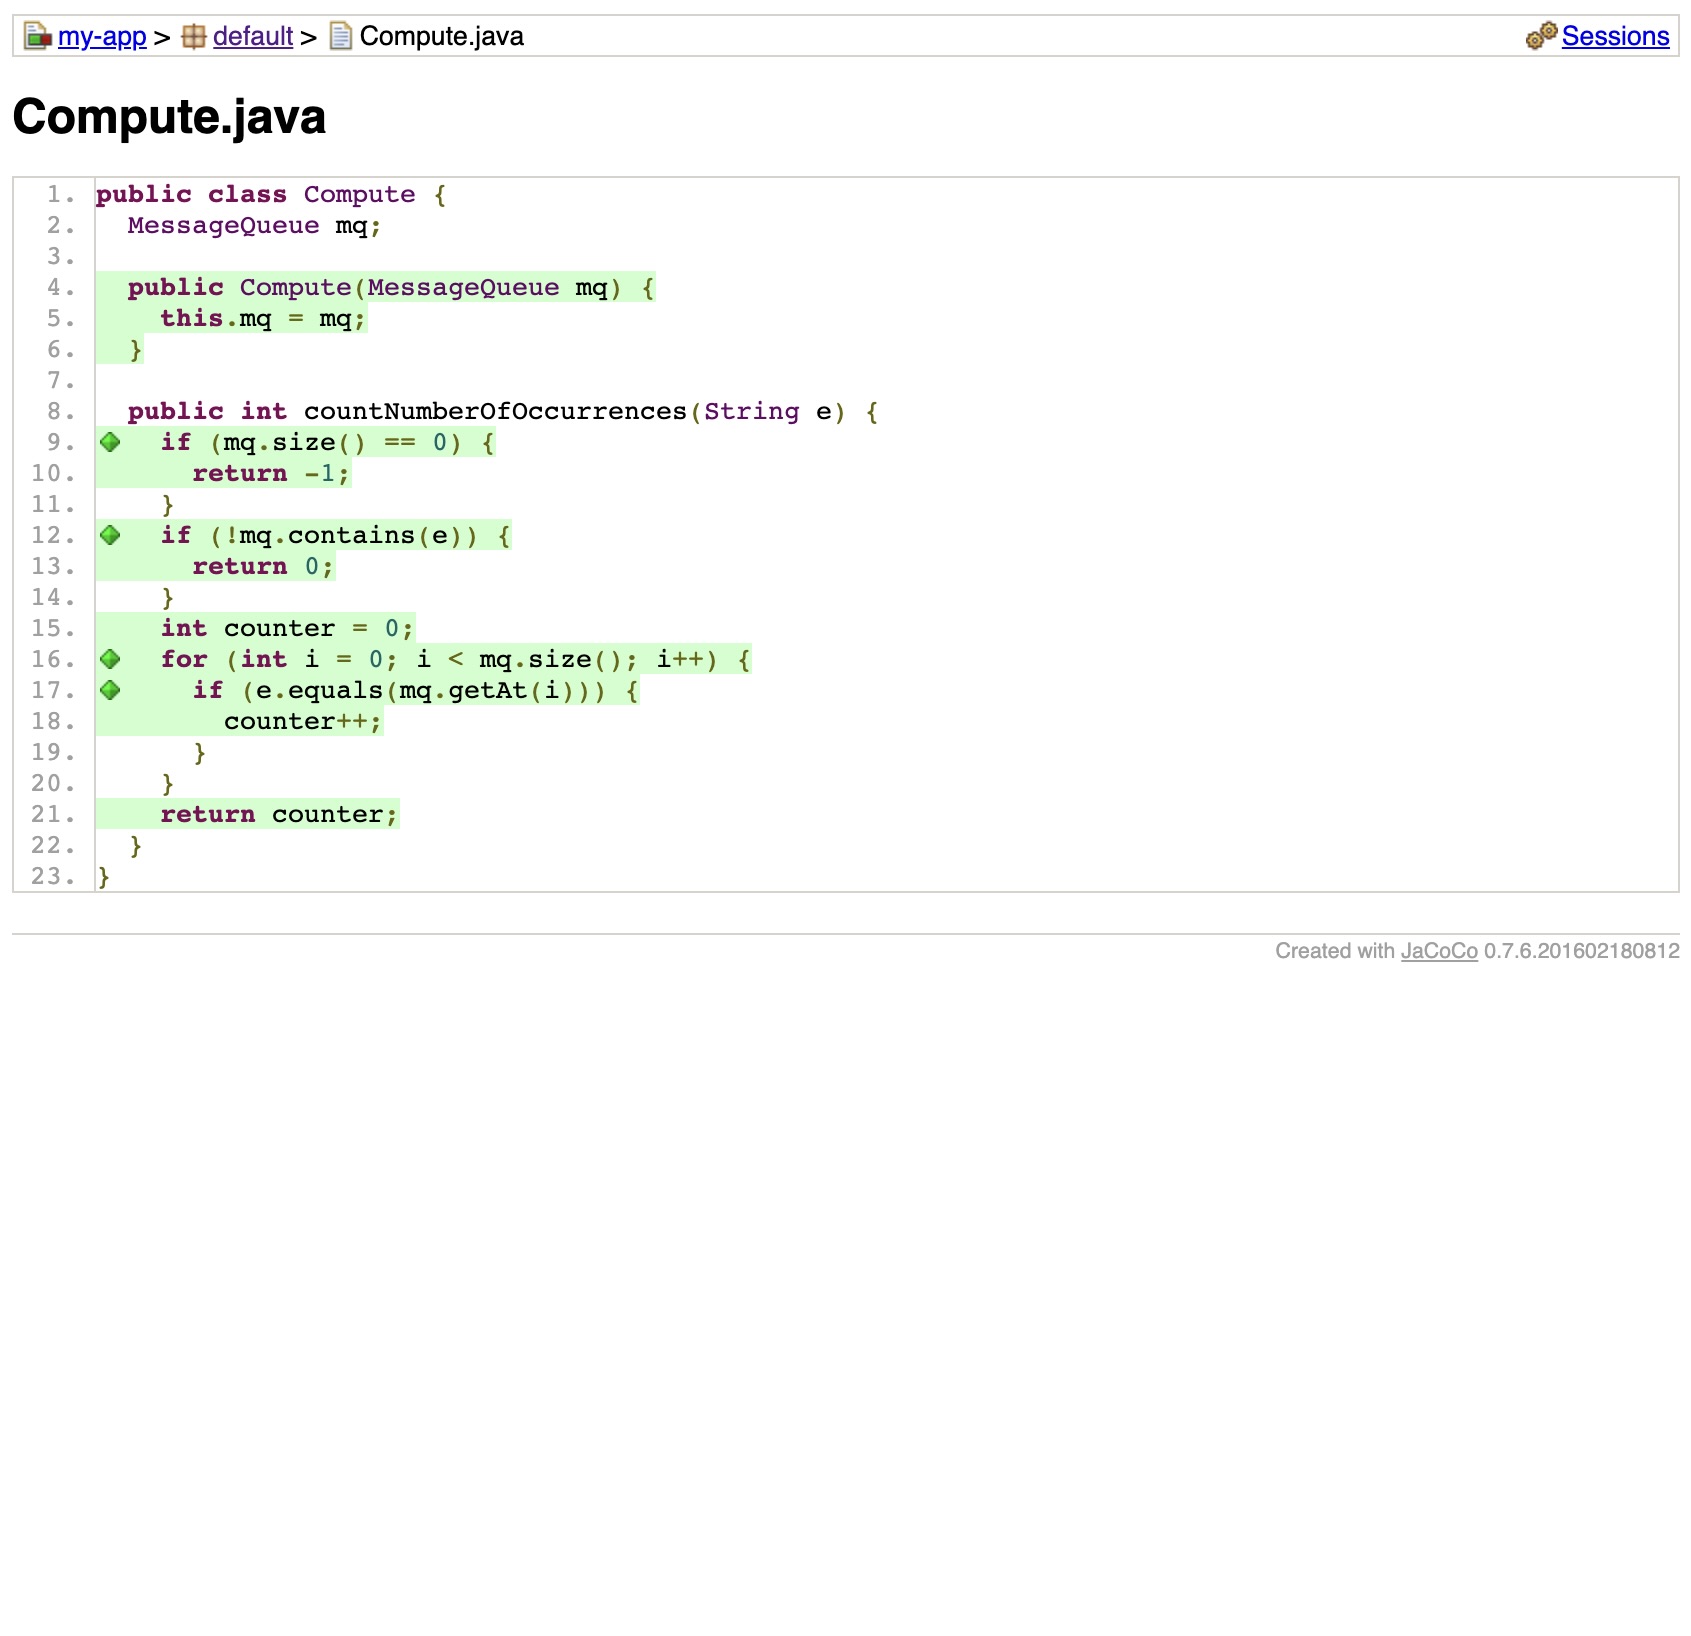 my-app > default > Compute.java Sessions
Compute.java
1. public class Compute {
2.   MessageQueue mq;
3.
4.   public Compute(MessageQueue mq) {
5.     this.mq = mq;
6.   }
7.
8.   public int countNumberOfOccurrences(String e) {
9.     if (mq.size() == 0) {
10.       return -1;
11.     }
12.     if (!mq.contains(e)) {
13.       return 0;
14.     }
15.     int counter = 0;
16.     for (int i = 0; i < mq.size(); i++) {
17.       if (e.equals(mq.getAt(i))) {
18.         counter++;
19.       }
20.     }
21.     return counter;
22.   }
23. }
Created with JaCoCo 0.7.6.201602180812